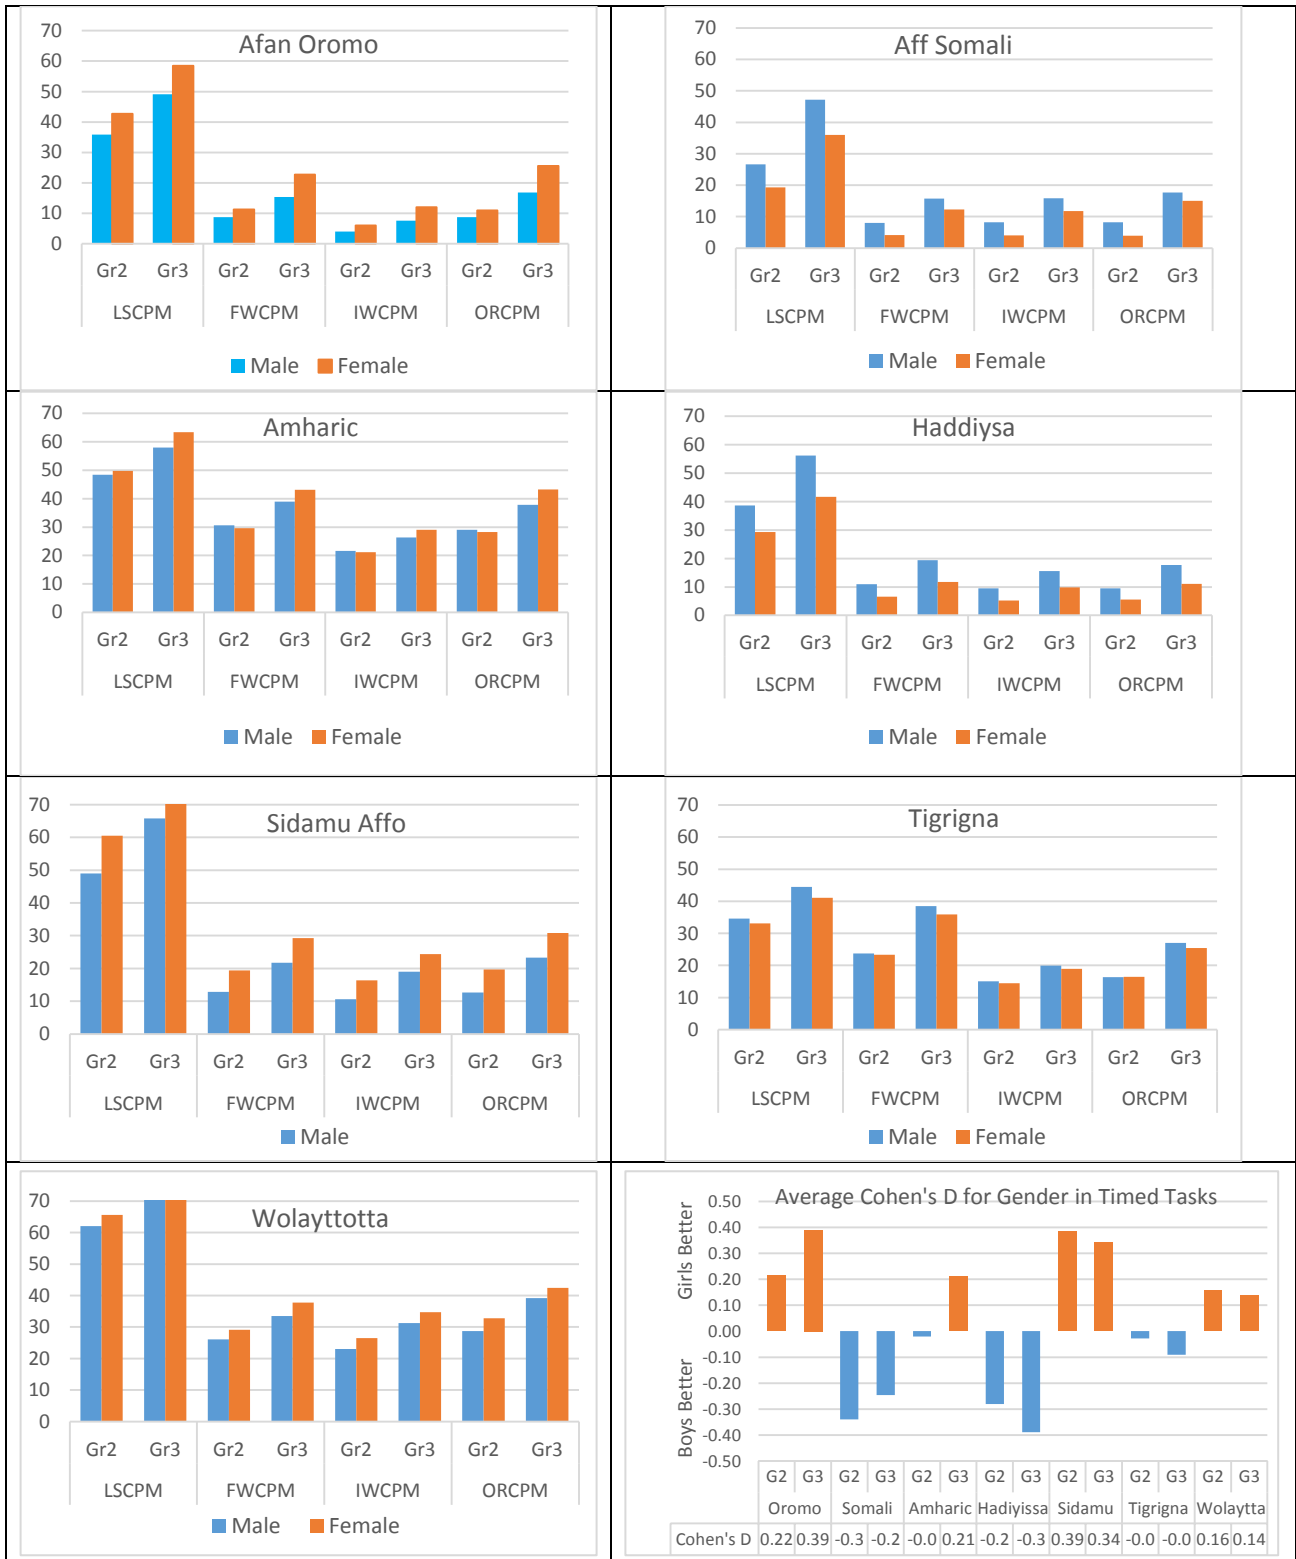 Afan Oromo
70
60
50
40
30
20
10
0
Gr2 Gr3 Gr2 Gr3 Gr2 Gr3 Gr2 Gr3
LSCPM FWCPM IWCPM ORCPM
Male Female
Aff Somali
70
60
50
40
30
20
10
0
Gr2 Gr3 Gr2 Gr3 Gr2 Gr3 Gr2 Gr3
LSCPM FWCPM IWCPM ORCPM
Male Female
Amharic
70
60
50
40
30
20
10
0
Gr2 Gr3 Gr2 Gr3 Gr2 Gr3 Gr2 Gr3
LSCPM FWCPM IWCPM ORCPM
Male Female
Haddiysa
70
60
50
40
30
20
10
0
Gr2 Gr3 Gr2 Gr3 Gr2 Gr3 Gr2 Gr3
LSCPM FWCPM IWCPM ORCPM
Male Female
Sidamu Affo
70
60
50
40
30
20
10
0
Gr2 Gr3 Gr2 Gr3 Gr2 Gr3 Gr2 Gr3
LSCPM FWCPM IWCPM ORCPM
Male
Tigrigna
70
60
50
40
30
20
10
0
Gr2 Gr3 Gr2 Gr3 Gr2 Gr3 Gr2 Gr3
LSCPM FWCPM IWCPM ORCPM
Male Female
Wolayttotta
70
60
50
40
30
20
10
0
Gr2 Gr3 Gr2 Gr3 Gr2 Gr3 Gr2 Gr3
LSCPM FWCPM IWCPM ORCPM
Male Female
Average Cohen's D for Gender in Timed Tasks
Girls Better
Boys Better
0.50
0.40
0.30
0.20
0.10
0.00
-0.10
-0.20
-0.30
-0.40
-0.50
G2 G3 G2 G3 G2 G3 G2 G3 G2 G3 G2 G3 G2 G3
Oromo Somali Amharic Hadiyissa Sidamu Tigrigna Wolaytta
Cohen's D 0.22 0.39 -0.3 -0.2 -0.0 0.21 -0.2 -0.3 0.39 0.34 -0.0 -0.0 0.16 0.14